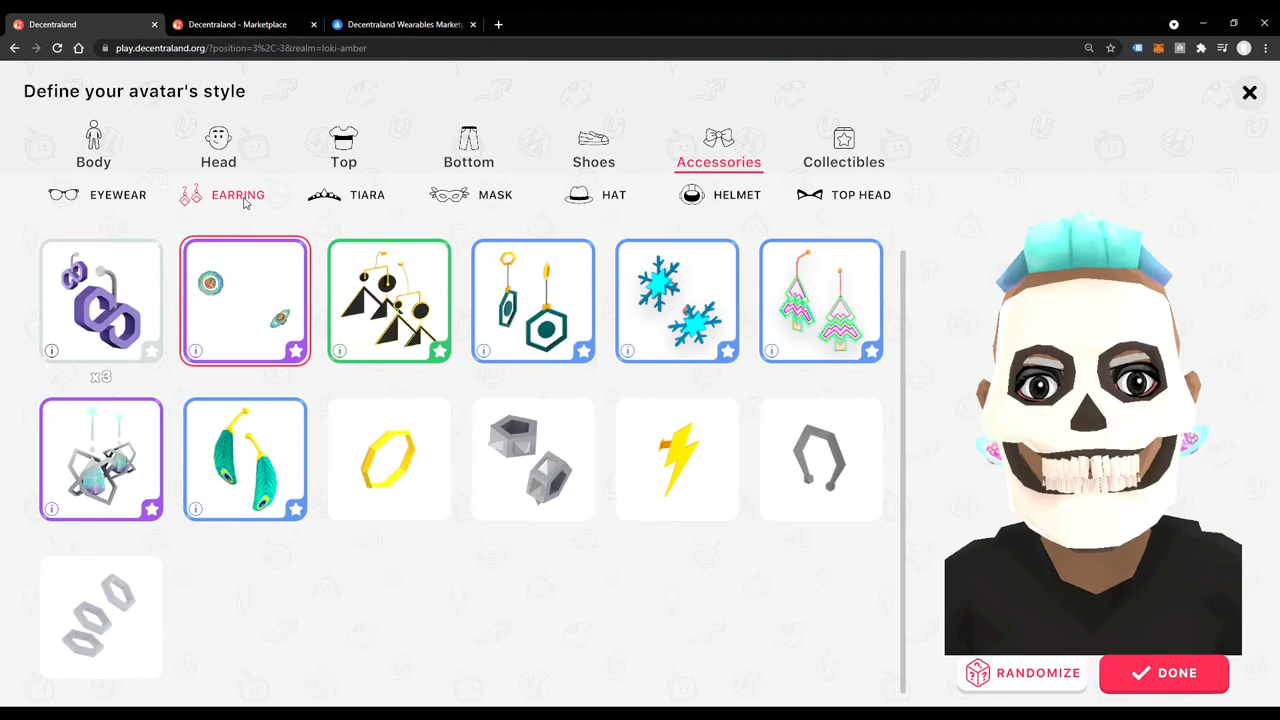 Decentraland
Decentraland - Marketplace
Decentraland Wearables Market
play.decentraland.org/?position=3%2C-3&realm=loki-amber
Define your avatar's style
Body
Head
Top
Bottom
Shoes
Accessories
Collectibles
EYEWEAR
EARRING
TIARA
MASK
HAT
HELMET
TOP HEAD
x3
RANDOMIZE
DONE